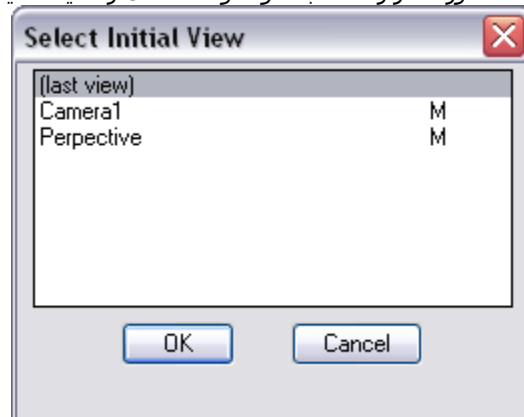 Select Initial View
(last view)
Camera1 M
Perpective M
OK Cancel